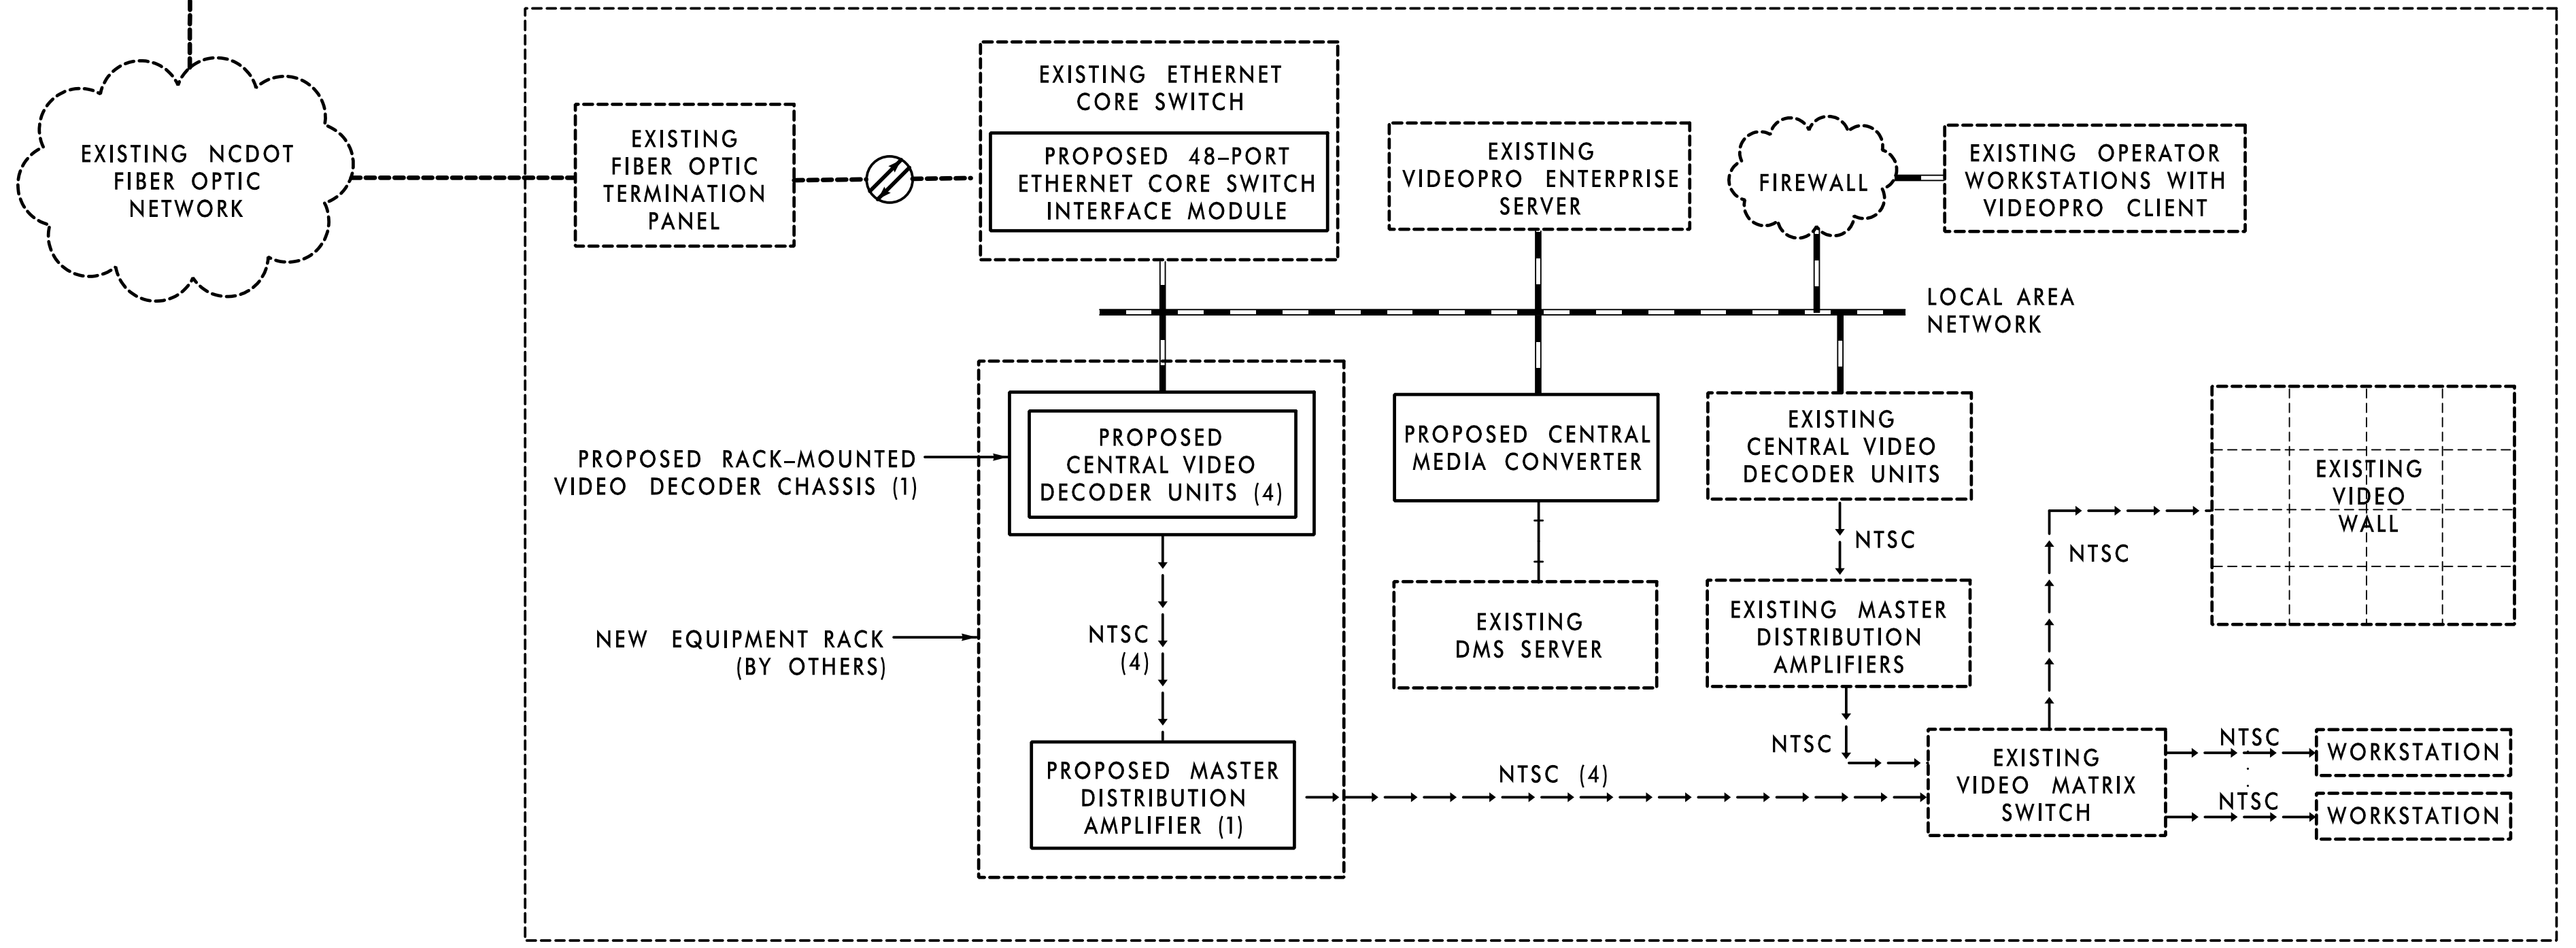 EXISTING NCDOT
FIBER OPTIC
NETWORK
EXISTING
FIBER OPTIC
TERMINATION
PANEL
EXISTING ETHERNET
CORE SWITCH
PROPOSED 48-PORT
ETHERNET CORE SWITCH
INTERFACE MODULE
EXISTING
VIDEOPRO ENTERPRISE
SERVER
FIREWALL
EXISTING OPERATOR
WORKSTATIONS WITH
VIDEOPRO CLIENT
LOCAL AREA
NETWORK
PROPOSED RACK-MOUNTED
VIDEO DECODER CHASSIS (1)
PROPOSED
CENTRAL VIDEO
DECODER UNITS (4)
PROPOSED CENTRAL
MEDIA CONVERTER
EXISTING
CENTRAL VIDEO
DECODER UNITS
EXISTING
VIDEO
WALL
NTSC
NTSC
NEW EQUIPMENT RACK
(BY OTHERS)
NTSC
(4)
EXISTING
DMS SERVER
EXISTING MASTER
DISTRIBUTION
AMPLIFIERS
NTSC
PROPOSED MASTER
DISTRIBUTION
AMPLIFIER (1)
NTSC (4)
EXISTING
VIDEO MATRIX
SWITCH
NTSC
WORKSTATION
NTSC
WORKSTATION